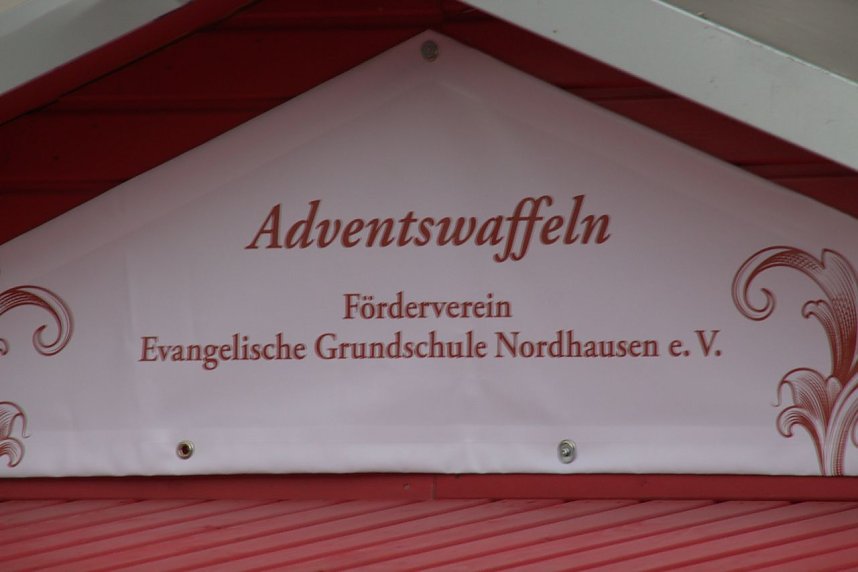 Adventswaffeln
Förderverein
Evangelische Grundschule Nordhausen e. V.